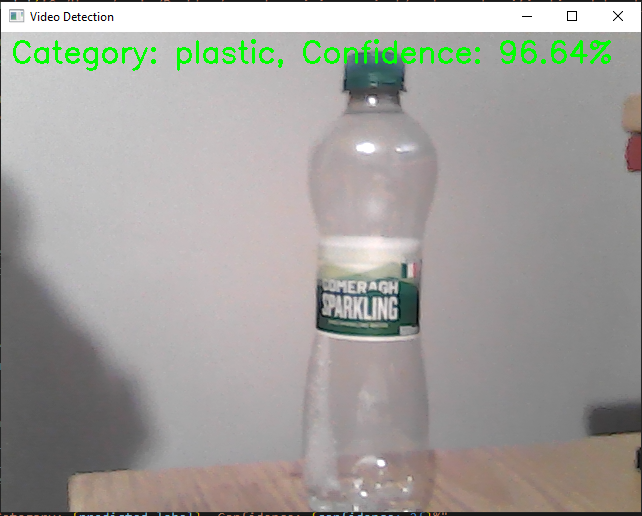 Video Detection
Category: plastic, Confidence: 96.64%
COMERAGH
SPARKLING